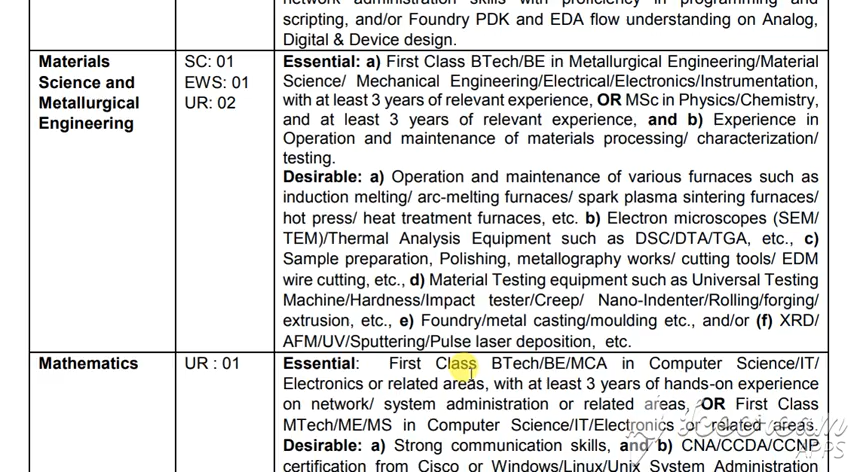 network administration skills with proficiency in programming and
scripting, and/or Foundry PDK and EDA flow understanding on Analog,
Digital & Device design.
Materials
Science and
Metallurgical
Engineering
SC: 01
EWS: 01
UR: 02
Essential: a) First Class BTech/BE in Metallurgical Engineering/Material
Science/ Mechanical Engineering/Electrical/Electronics/Instrumentation,
with at least 3 years of relevant experience, OR MSc in Physics/Chemistry,
and at least 3 years of relevant experience, and b) Experience in
Operation and maintenance of materials processing/ characterization/
testing.
Desirable: a) Operation and maintenance of various furnaces such as
induction melting/ arc-melting furnaces/ spark plasma sintering furnaces/
hot press/ heat treatment furnaces, etc. b) Electron microscopes (SEM/
TEM)/Thermal Analysis Equipment such as DSC/DTA/TGA, etc., c)
Sample preparation, Polishing, metallography works/ cutting tools/ EDM
wire cutting, etc., d) Material Testing equipment such as Universal Testing
Machine/Hardness/Impact tester/Creep/ Nano-Indenter/Rolling/forging/
extrusion, etc., e) Foundry/metal casting/moulding etc., and/or (f) XRD/
AFM/UV/Sputtering/Pulse laser deposition, etc.
Mathematics
UR : 01
Essential: First Class BTech/BE/MCA in Computer Science/IT/
Electronics or related areas, with at least 3 years of hands-on experience
on network/ system administration or related areas, OR First Class
MTech/ME/MS in Computer Science/IT/Electronics or related areas.
Desirable: a) Strong communication skills, and b) CNA/CCDA/CCNP
certification from Cisco or Windows/Linux/Unix System Administration
Icecream
APPS